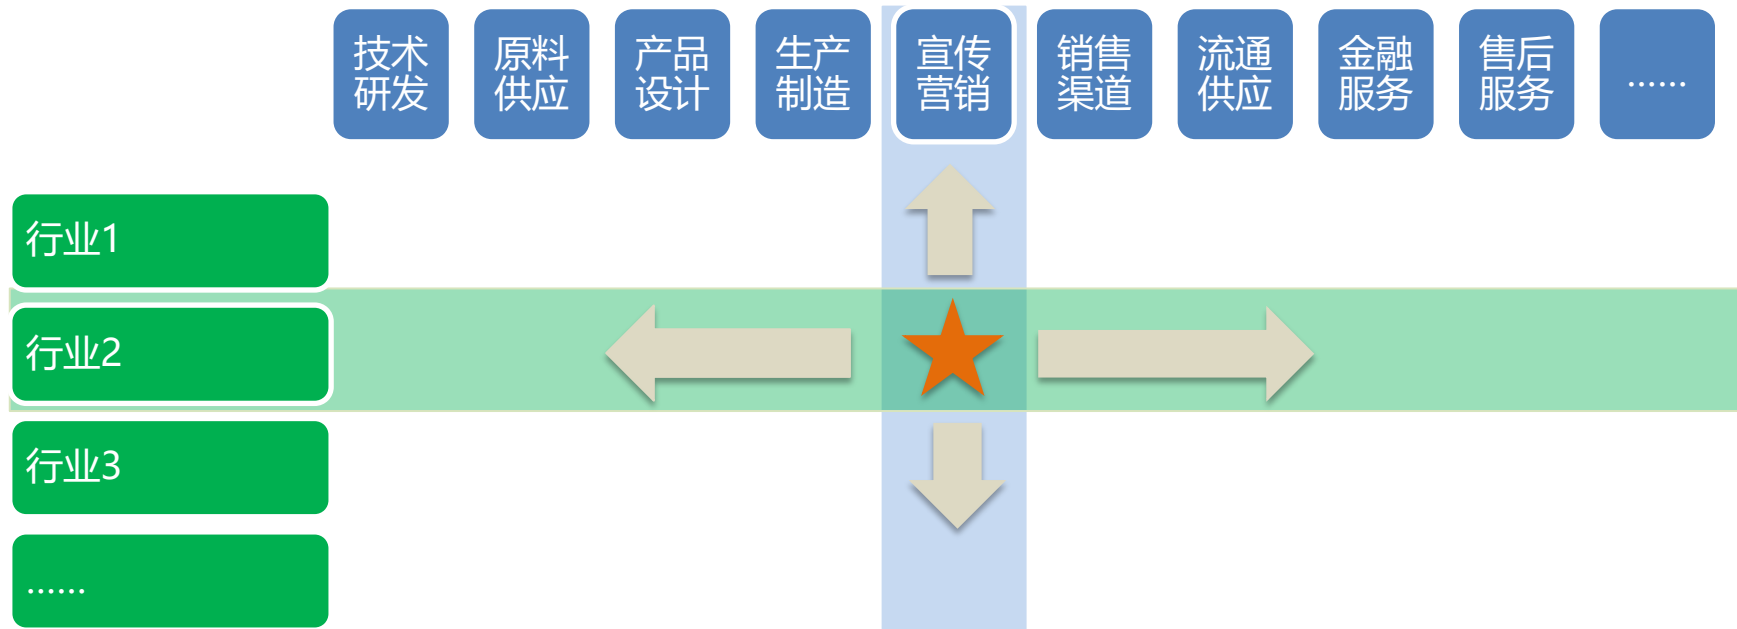 技术
研发
原料
供应
产品
设计
生产
制造
宣传
营销
销售
渠道
流通
供应
金融
服务
售后
服务
……
行业1
行业2
行业3
……